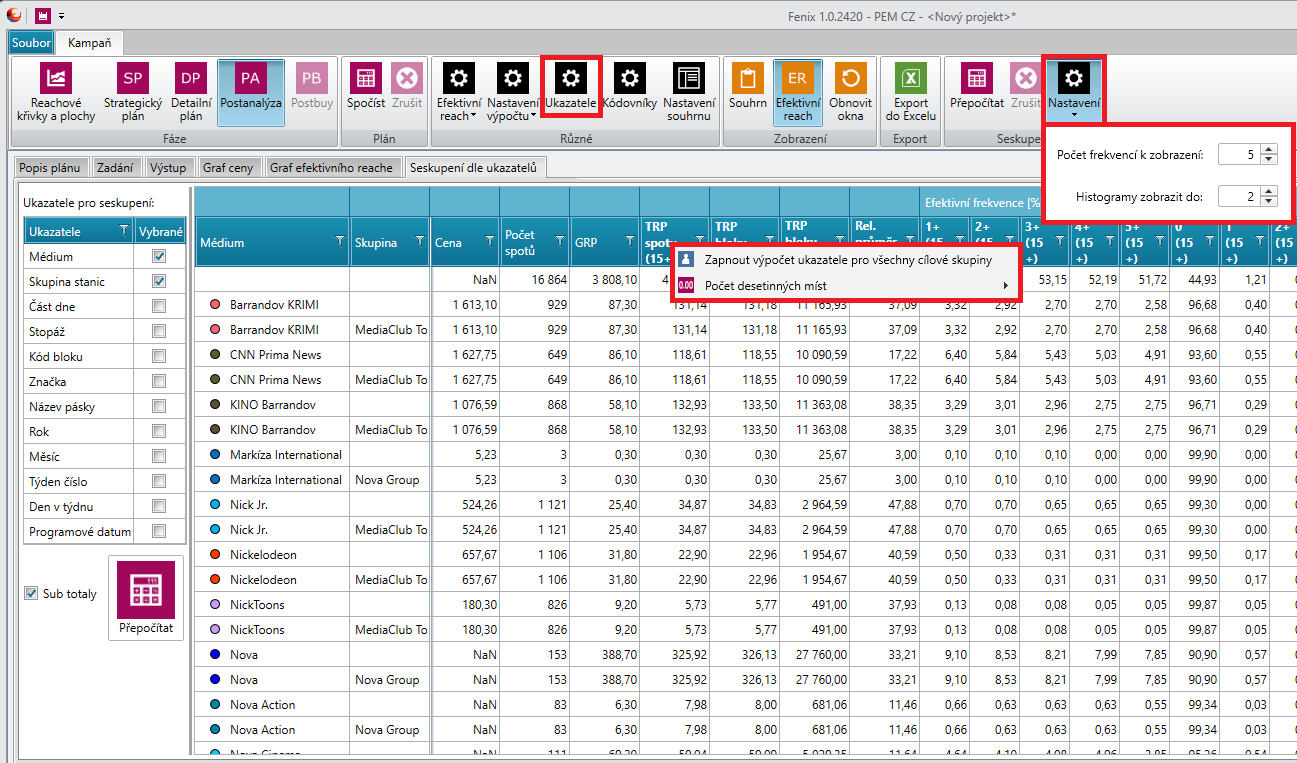 Fenix 1.0.2420 - PEM CZ - <Nový projekt>*
Soubor Kampaň
SP DP PA PB ER
Reachové křivky a plochy
Strategický plán
Detailní plán
Postanalýza
Postbuy
Spočíst
Zrušit
Efektivní reach
Nastavení výpočtu
Ukazatele
Kódovníky
Nastavení souhrnu
Souhrn
Efektivní reach
Obnovit okna
Export do Excelu
Přepočítat
Zrušit
Nastavení
Fáze Plán Různé Zobrazení Export Seskupe
Počet frekvencí k zobrazení: 5
Histogramy zobrazit do: 2
Popis plánu Zadání Výstup Graf ceny Graf efektivního reache Seskupení dle ukazatelů
Ukazatele pro seskupení:
Ukazatele Vybrané
Médium
Skupina stanic
Část dne
Stopáž
Kód bloku
Značka
Název pásky
Rok
Měsíc
Týden číslo
Den v týdnu
Programové datum
Sub totaly
Přepočítat
Efektivní frekvence [%
Médium Skupina Cena Počet spotů GRP TRP spotu (15+ TRP bloku TRP bloku Rel. průměr 1+ (15 2+ (15 3+ (15 +) 4+ (15 +) 5+ (15 +) 0 (15 +) 1 (15 +) 2+ (15 +)
Zapnout výpočet ukazatele pro všechny cílové skupiny
0.00 Počet desetinných míst
NaN 16 864 3 808,10 53,15 52,19 51,72 44,93 1,21
Barrandov KRIMI 1 613,10 929 87,30 131,14 131,18 11 165,93 37,09 3,32 2,92 2,70 2,70 2,58 96,68 0,40
Barrandov KRIMI MediaClub To 1 613,10 929 87,30 131,14 131,18 11 165,93 37,09 3,32 2,92 2,70 2,70 2,58 96,68 0,40
CNN Prima News 1 627,75 649 86,10 118,61 118,55 10 090,59 17,22 6,40 5,84 5,43 5,03 4,91 93,60 0,55
CNN Prima News MediaClub To 1 627,75 649 86,10 118,61 118,55 10 090,59 17,22 6,40 5,84 5,43 5,03 4,91 93,60 0,55
KINO Barrandov 1 076,59 868 58,10 132,93 133,50 11 363,08 38,35 3,29 3,01 2,96 2,75 2,75 96,71 0,29
KINO Barrandov MediaClub To 1 076,59 868 58,10 132,93 133,50 11 363,08 38,35 3,29 3,01 2,96 2,75 2,75 96,71 0,29
Markíza International 5,23 3 0,30 0,30 0,30 25,67 3,00 0,10 0,10 0,10 0,00 0,00 99,90 0,00
Markíza International Nova Group 5,23 3 0,30 0,30 0,30 25,67 3,00 0,10 0,10 0,10 0,00 0,00 99,90 0,00
Nick Jr. 524,26 1 121 25,40 34,87 34,83 2 964,59 47,88 0,70 0,70 0,65 0,65 0,65 99,30 0,00
Nick Jr. MediaClub To 524,26 1 121 25,40 34,87 34,83 2 964,59 47,88 0,70 0,70 0,65 0,65 0,65 99,30 0,00
Nickelodeon 657,67 1 106 31,80 22,90 22,96 1 954,67 40,59 0,50 0,33 0,31 0,31 0,31 99,50 0,17
Nickelodeon MediaClub To 657,67 1 106 31,80 22,90 22,96 1 954,67 40,59 0,50 0,33 0,31 0,31 0,31 99,50 0,17
NickToons 180,30 826 9,20 5,73 5,77 491,00 37,93 0,13 0,08 0,08 0,05 0,05 99,87 0,05
NickToons MediaClub To 180,30 826 9,20 5,73 5,77 491,00 37,93 0,13 0,08 0,08 0,05 0,05 99,87 0,05
Nova NaN 153 388,70 325,92 326,13 27 760,00 33,21 9,10 8,53 8,21 7,99 7,85 90,90 0,57
Nova Nova Group NaN 153 388,70 325,92 326,13 27 760,00 33,21 9,10 8,53 8,21 7,99 7,85 90,90 0,57
Nova Action NaN 83 6,30 7,98 8,00 681,06 11,46 0,66 0,63 0,63 0,55 0,55 99,34 0,03
Nova Action Nova Group NaN 83 6,30 7,98 8,00 681,06 11,46 0,66 0,63 0,63 0,55 0,55 99,34 0,03
Nova Cinema NaN 111